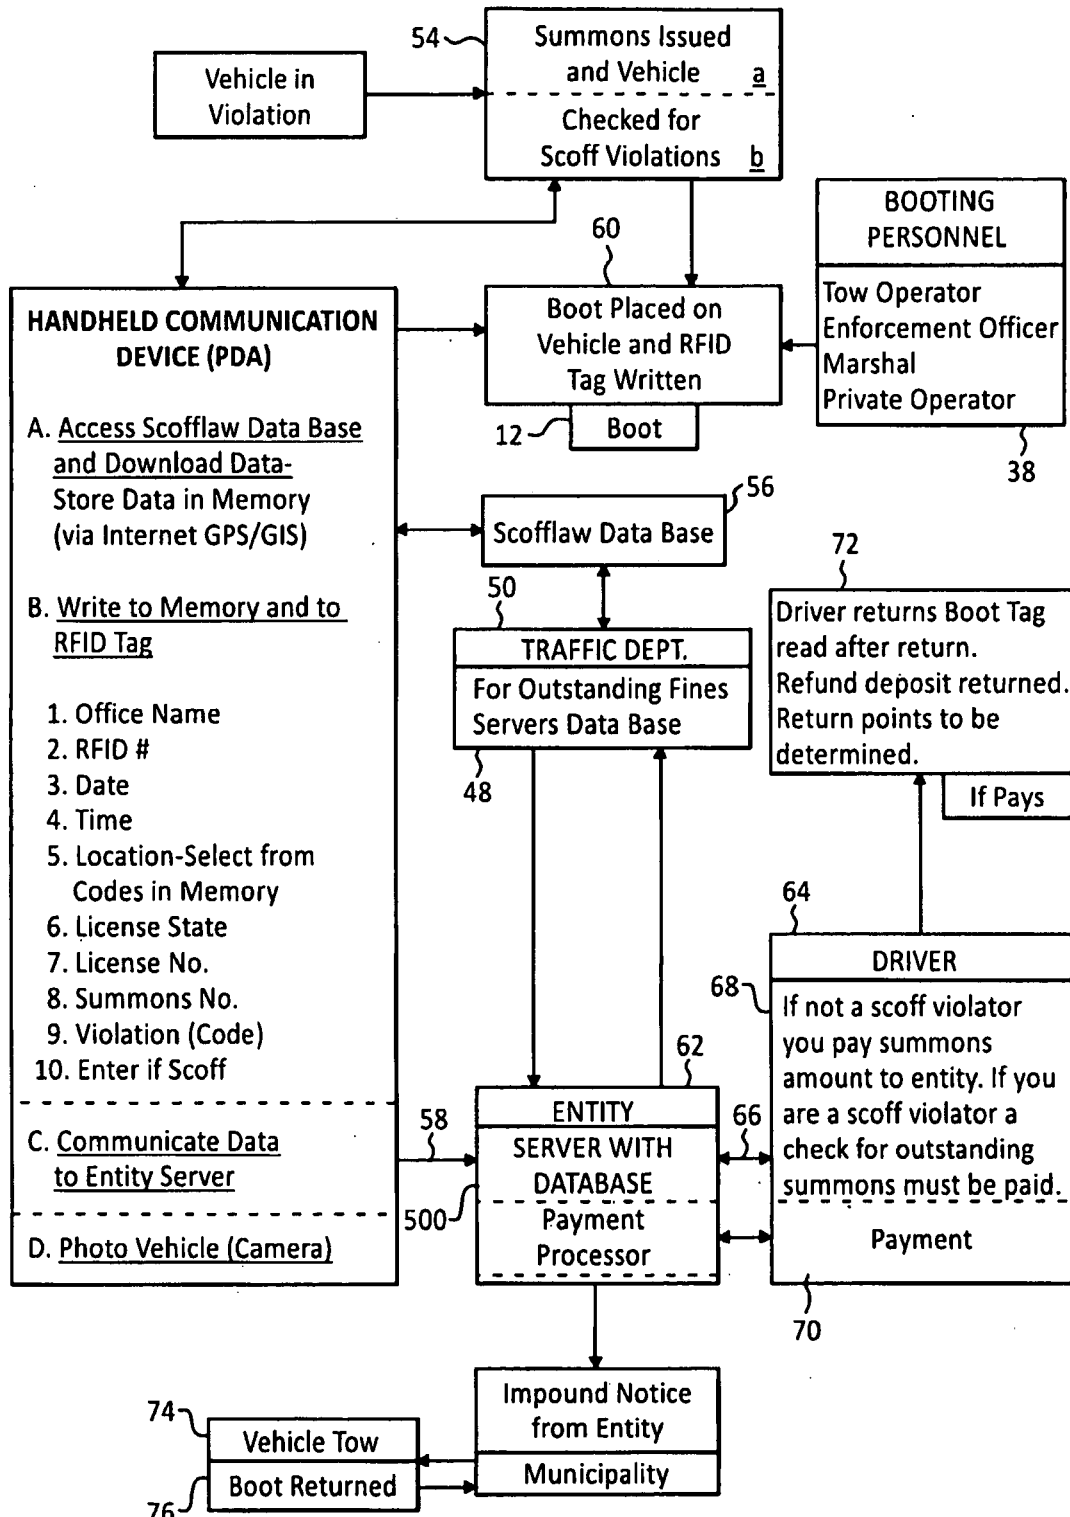 54
Summons Issued
and Vehicle a
Checked for
Scoff Violations b
Vehicle in
Violation
60
Boot Placed on
Vehicle and RFID
Tag Written
12
Boot
BOOTING
PERSONNEL
Tow Operator
Enforcement Officer
Marshal
Private Operator
38
HANDHELD COMMUNICATION
DEVICE (PDA)
A. Access Scofflaw Data Base
and Download Data-
Store Data in Memory
(via Internet GPS/GIS)
B. Write to Memory and to
RFID Tag
1. Office Name
2. RFID #
3. Date
4. Time
5. Location-Select from
Codes in Memory
6. License State
7. License No.
8. Summons No.
9. Violation (Code)
10. Enter if Scoff
C. Communicate Data
to Entity Server
D. Photo Vehicle (Camera)
56
Scofflaw Data Base
50
TRAFFIC DEPT.
For Outstanding Fines
Servers Data Base
48
72
Driver returns Boot Tag
read after return.
Refund deposit returned.
Return points to be
determined.
If Pays
64
DRIVER
68
If not a scoff violator
you pay summons
amount to entity. If you
are a scoff violator a
check for outstanding
summons must be paid.
Payment
70
62
ENTITY
SERVER WITH
DATABASE
Payment
Processor
58
66
500
Impound Notice
from Entity
Municipality
74
Vehicle Tow
Boot Returned
76